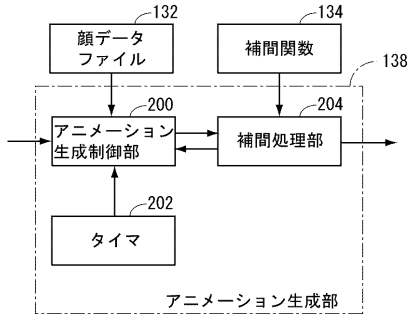 132
顔データ
ファイル
134
補間関数
138
200
アニメーション
生成制御部
204
補間処理部
202
タイマ
アニメーション生成部